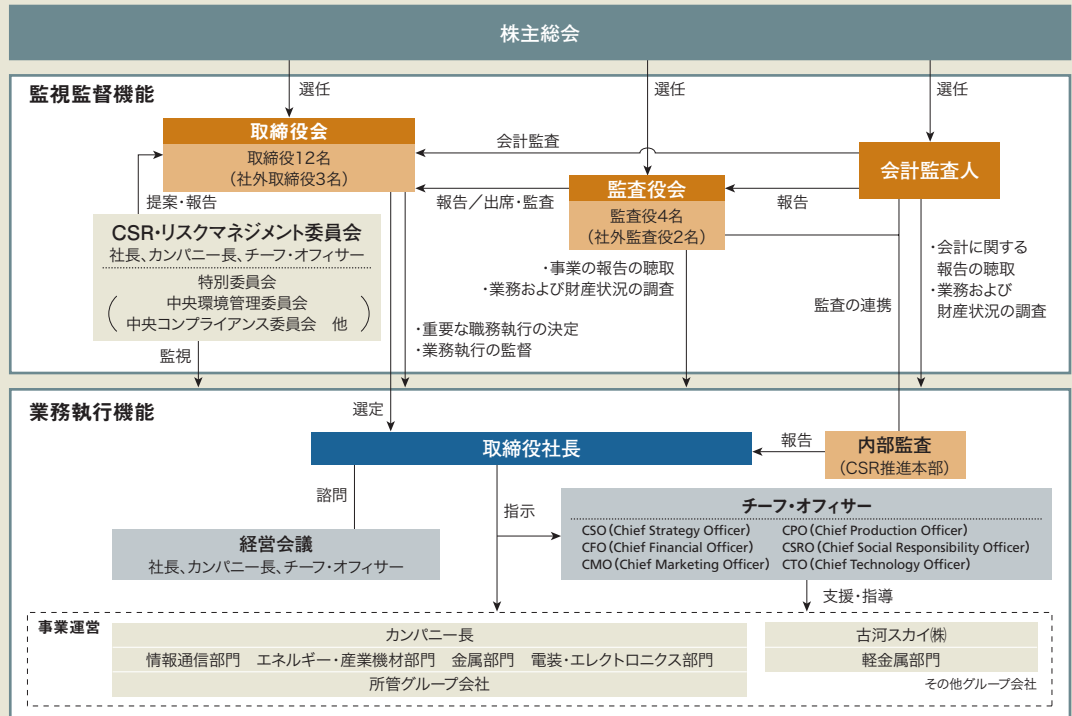 株主総会
監視監督機能
選任
選任
選任
取締役会
取締役12名
(社外取締役3名)
会計監査
会計監査人
監査役会
監査役4名
(社外監査役2名)
報告／出席・監査
報告
提案・報告
CSR・リスクマネジメント委員会
社長、カンパニー長、チーフ・オフィサー
特別委員会
中央環境管理委員会
中央コンプライアンス委員会 他
監視
・重要な職務執行の決定
・業務執行の監督
・事業の報告の聴取
・業務および財産状況の調査
監査の連携
・会計に関する
報告の聴取
・業務および
財産状況の調査
業務執行機能
選定
取締役社長
報告
内部監査
(CSR推進本部)
諮問
指示
経営会議
社長、カンパニー長、チーフ・オフィサー
チーフ・オフィサー
CSO(Chief Strategy Officer) CPO(Chief Production Officer)
CFO(Chief Financial Officer) CSRO(Chief Social Responsibility Officer)
CMO(Chief Marketing Officer) CTO(Chief Technology Officer)
支援・指導
事業運営
カンパニー長
情報通信部門 エネルギー・産業機材部門 金属部門 電装・エレクトロニクス部門
所管グループ会社
古河スカイ㈱
軽金属部門
その他グループ会社